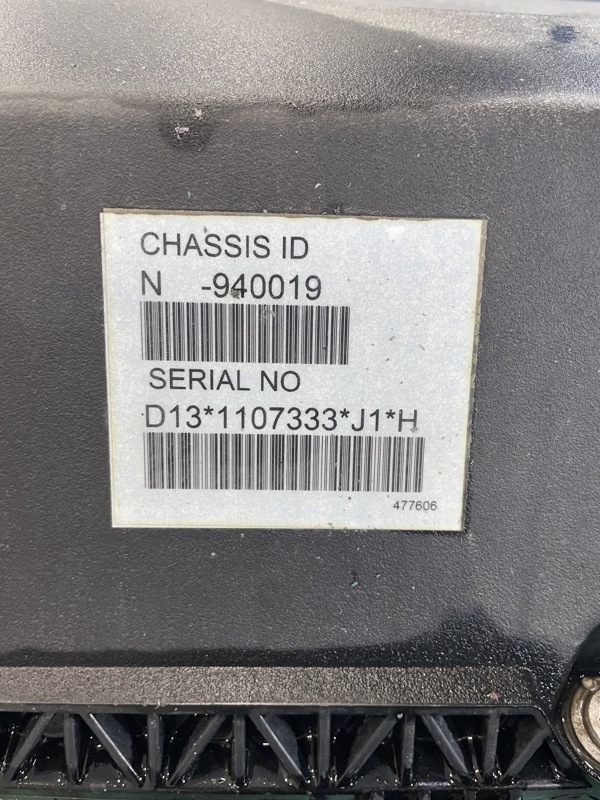 CHASSIS ID
N -940019
SERIAL NO
D13*1107333*J1*H
477606